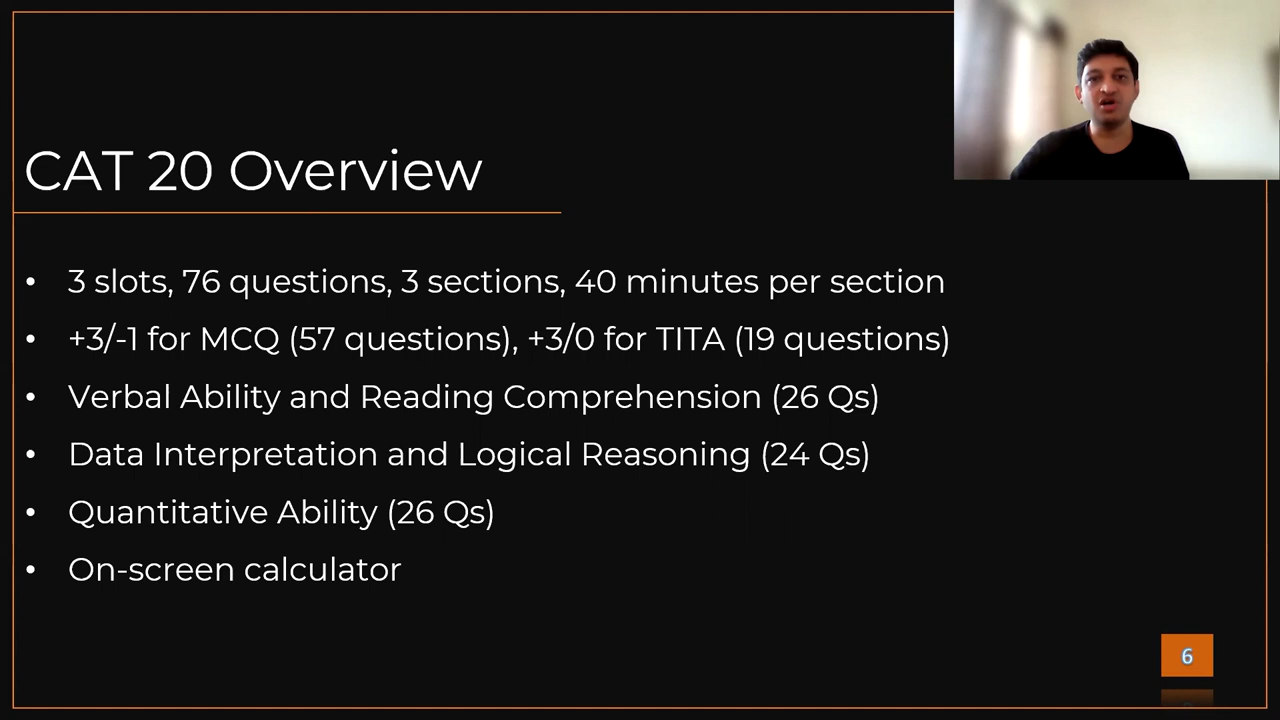 CAT 20 Overview
• 3 slots, 76 questions, 3 sections, 40 minutes per section
• +3/-1 for MCQ (57 questions), +3/0 for TITA (19 questions)
• Verbal Ability and Reading Comprehension (26 Qs)
• Data Interpretation and Logical Reasoning (24 Qs)
• Quantitative Ability (26 Qs)
• On-screen calculator
6